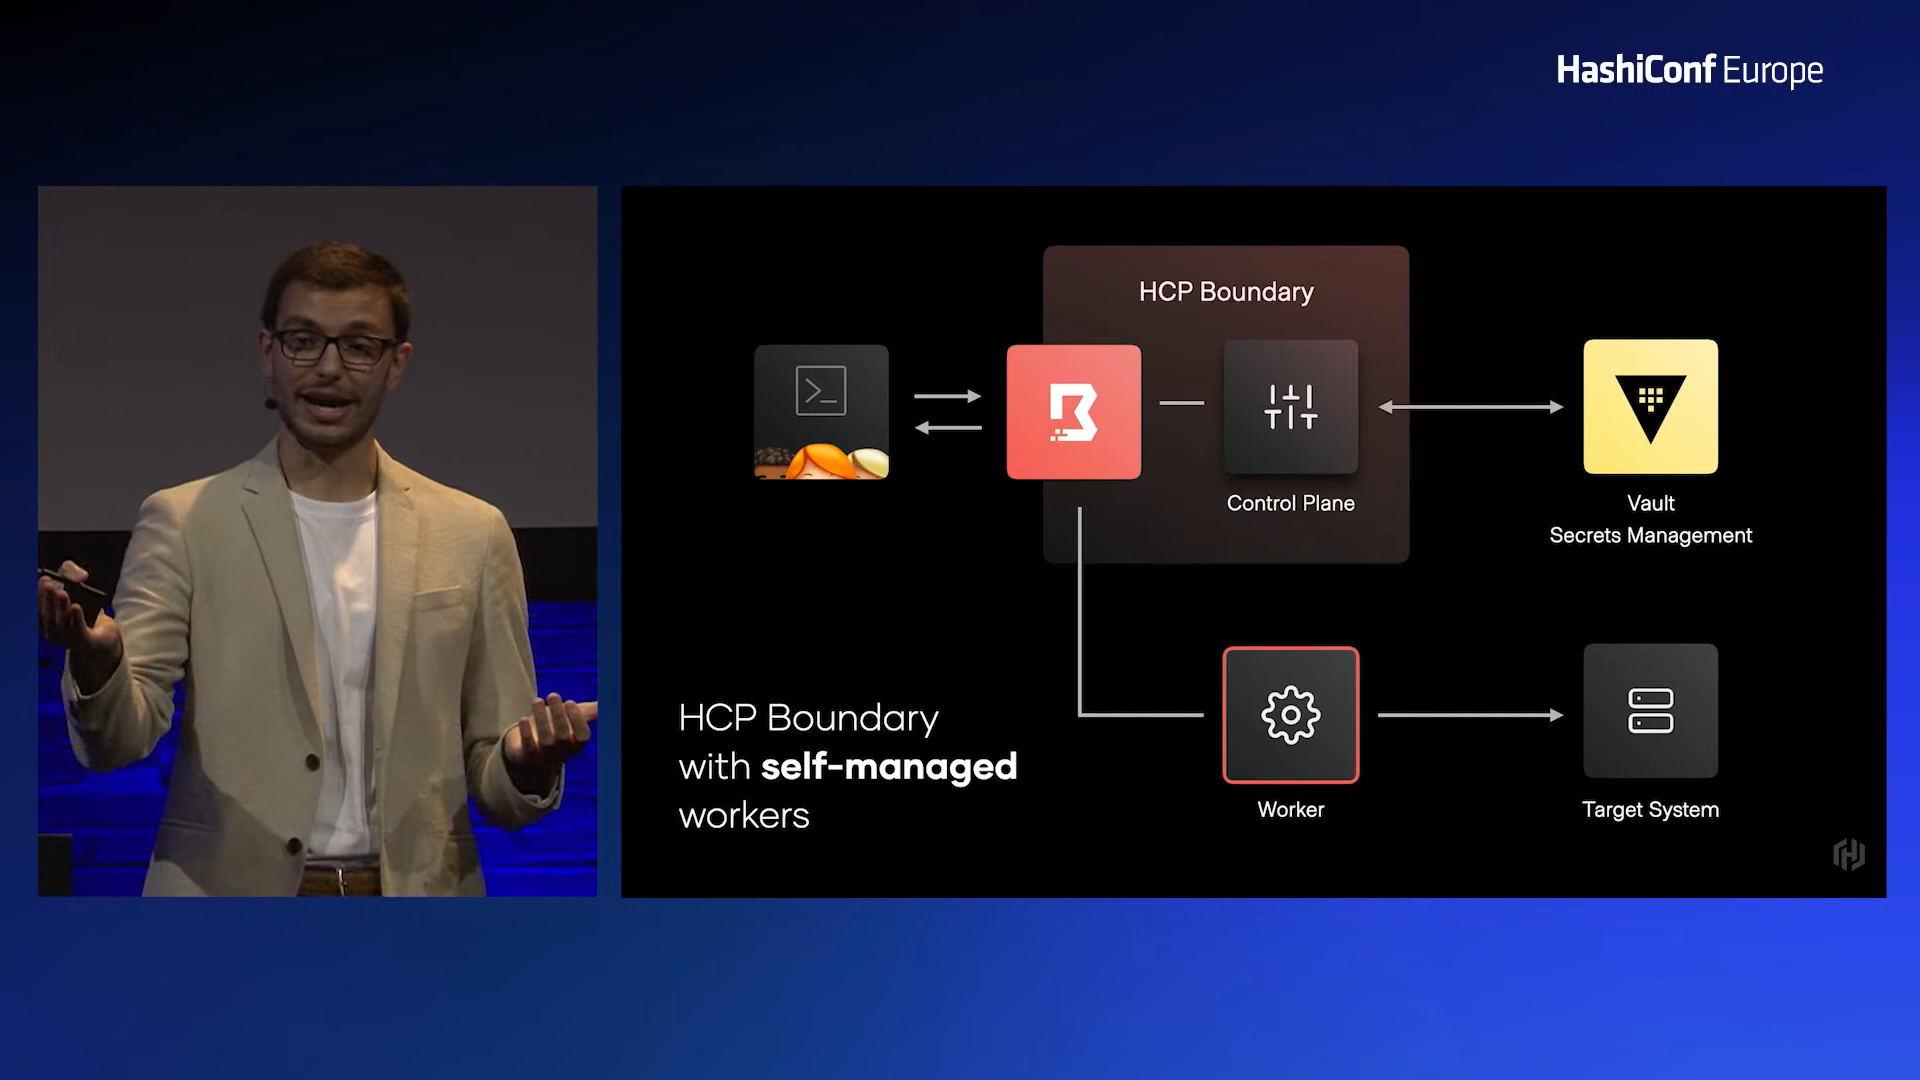 HashiConf Europe
HCP Boundary
>_
Control Plane
Vault
Secrets Management
HCP Boundary
with self-managed
workers
Worker
Target System